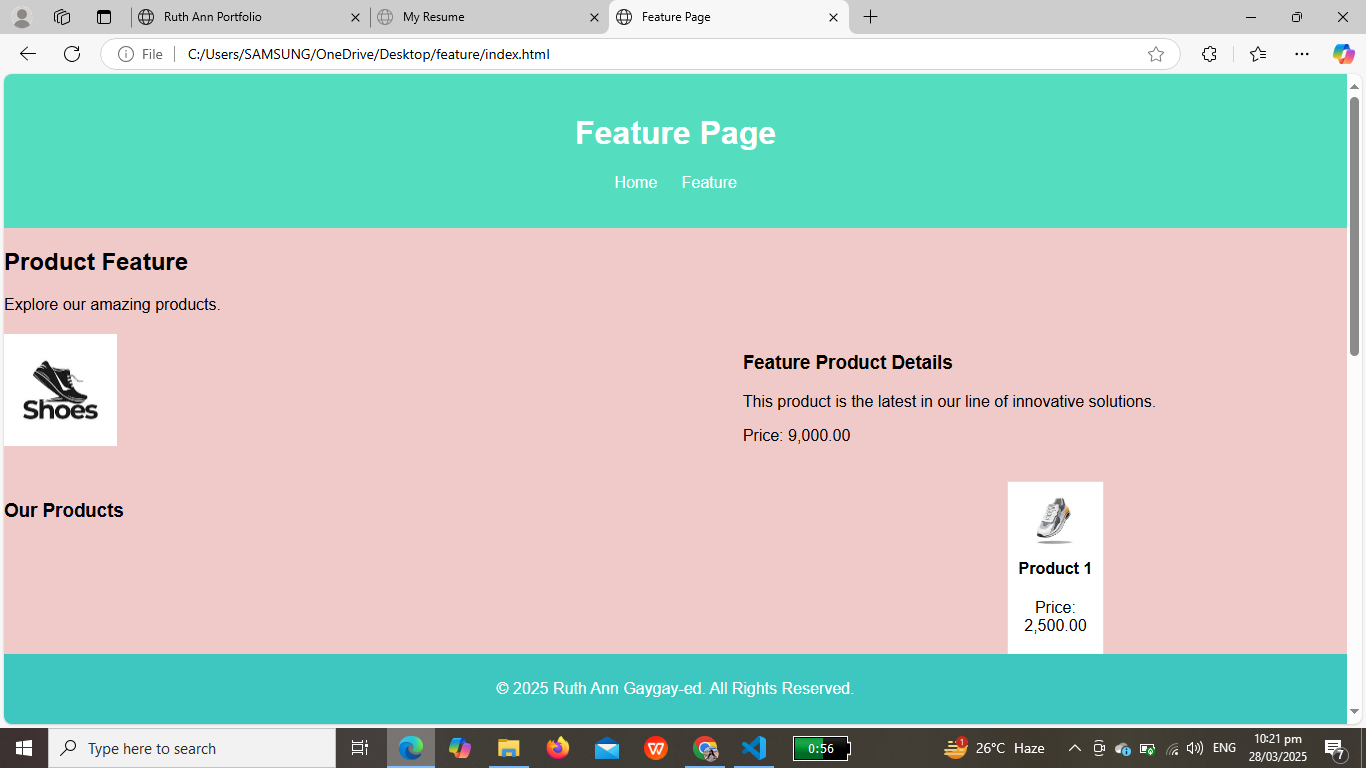 Ruth Ann Portfolio
My Resume
Feature Page
File
C:/Users/SAMSUNG/OneDrive/Desktop/feature/index.html
Feature Page
Home Feature
Product Feature
Explore our amazing products.
Shoes
Feature Product Details
This product is the latest in our line of innovative solutions.
Price: 9,000.00
Our Products
Product 1
Price:
2,500.00
© 2025 Ruth Ann Gaygay-ed. All Rights Reserved.
Type here to search
W
0:56
1
26°C Haze
ENG
10:21 pm
28/03/2025
7